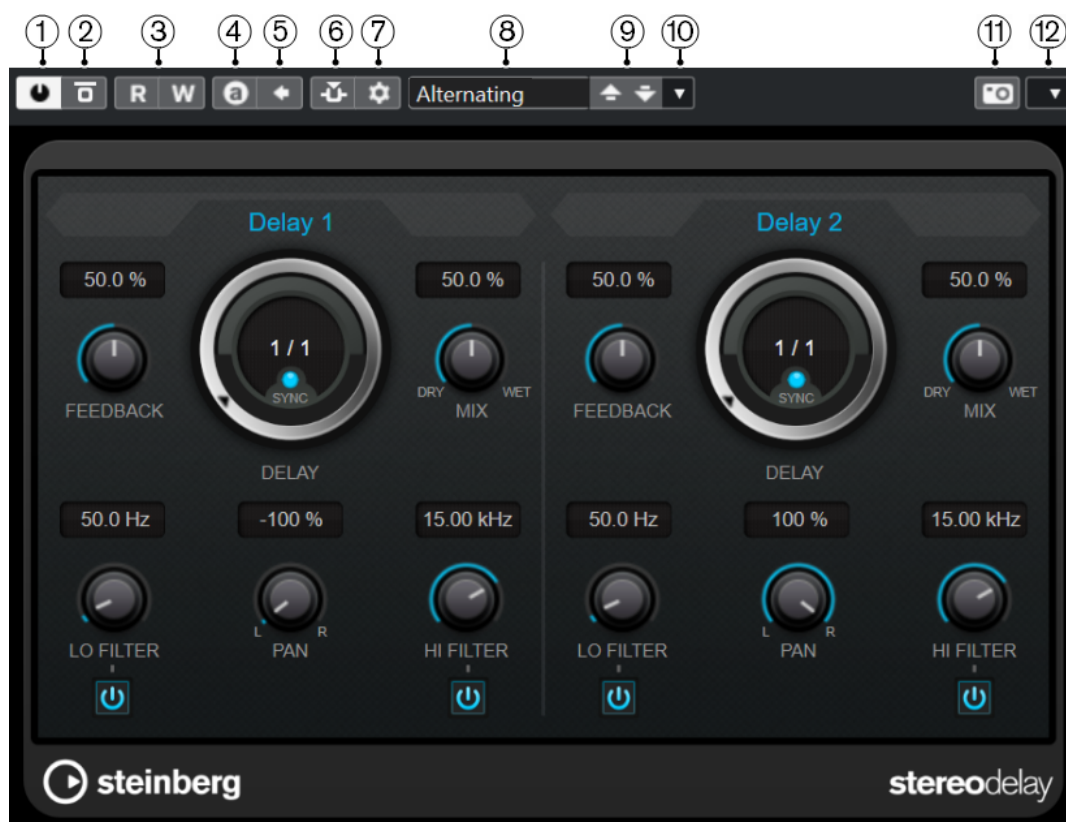 1 2 3 4 5 6 7 8 9 10 11 12
R W a Alternating
Delay 1 Delay 2
50.0 % 50.0 % 50.0 % 50.0 %
1 / 1 1 / 1
SYNC SYNC
DRY WET DRY WET
FEEDBACK MIX FEEDBACK MIX
DELAY DELAY
50.0 Hz -100 % 15.00 kHz 50.0 Hz 100 % 15.00 kHz
L R L R
LO FILTER PAN HI FILTER LO FILTER PAN HI FILTER
steinberg stereodelay